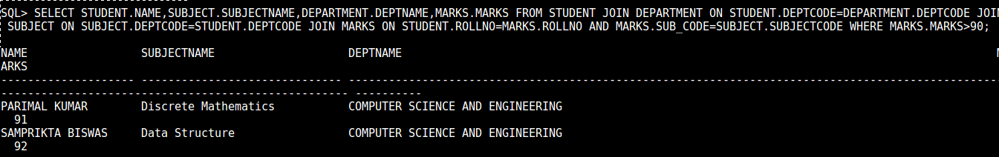 SQL> SELECT STUDENT.NAME,SUBJECT.SUBJECTNAME,DEPARTMENT.DEPTNAME,MARKS.MARKS FROM STUDENT JOIN DEPARTMENT ON STUDENT.DEPTCODE=DEPARTMENT.DEPTCODE JOIN
SUBJECT ON SUBJECT.DEPTCODE=STUDENT.DEPTCODE JOIN MARKS ON STUDENT.ROLLNO=MARKS.ROLLNO AND MARKS.SUB_CODE=SUBJECT.SUBJECTCODE WHERE MARKS.MARKS>90;
NAME SUBJECTNAME DEPTNAME M
ARKS
-------------------- ------------------------------ -------------------------------------------------------------------------------------------------
---------------------------------------------------- ----------
PARIMAL KUMAR Discrete Mathematics COMPUTER SCIENCE AND ENGINEERING
91
SAMPRIKTA BISWAS Data Structure COMPUTER SCIENCE AND ENGINEERING
92